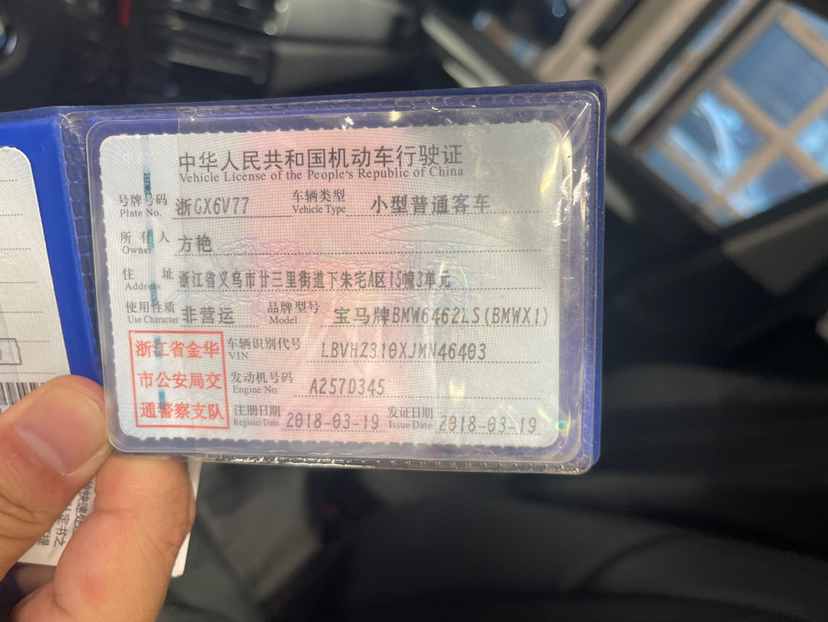 中华人民共和国机动车行驶证
Vehicle License of the People's Republic of China
号牌号码 浙GX6V77 车辆类型 小型普通客车
Plate No. Vehicle Type
所有人 方艳
Owner
住址 浙江省义乌市廿三里街道下朱宅A区15幢3单元
Address
使用性质 非营运 品牌型号 宝马牌BMW6462LS(BMWX1)
Use Character Model
浙江省金华
市公安局交
通警察支队
车辆识别代号 LBVHZ310XJMN46403
VIN
发动机号码 A257D345
Engine No.
注册日期 2018-03-19 发证日期 2018-03-19
Register Date Issue Date